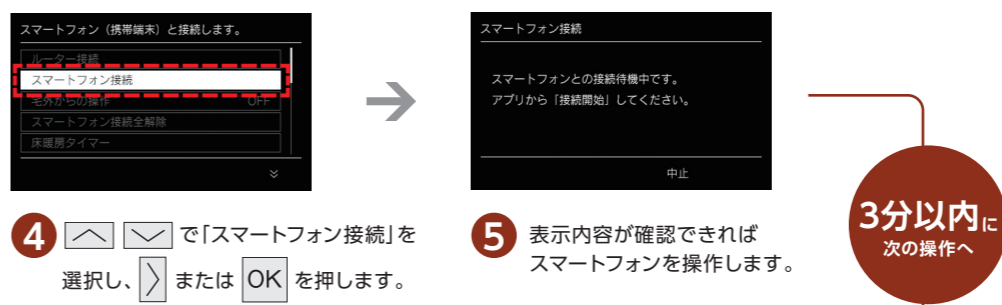 スマートフォン（携帯端末）と接続します。
ルーター接続
スマートフォン接続
宅外からの操作 OFF
スマートフォン接続全解除
床暖房タイマー
4 で「スマートフォン接続」を
選択し、 または OK を押します。
スマートフォン接続
スマートフォンとの接続待機中です。
アプリから「接続開始」してください。
中止
5 表示内容が確認できれば
スマートフォンを操作します。
3分以内に
次の操作へ